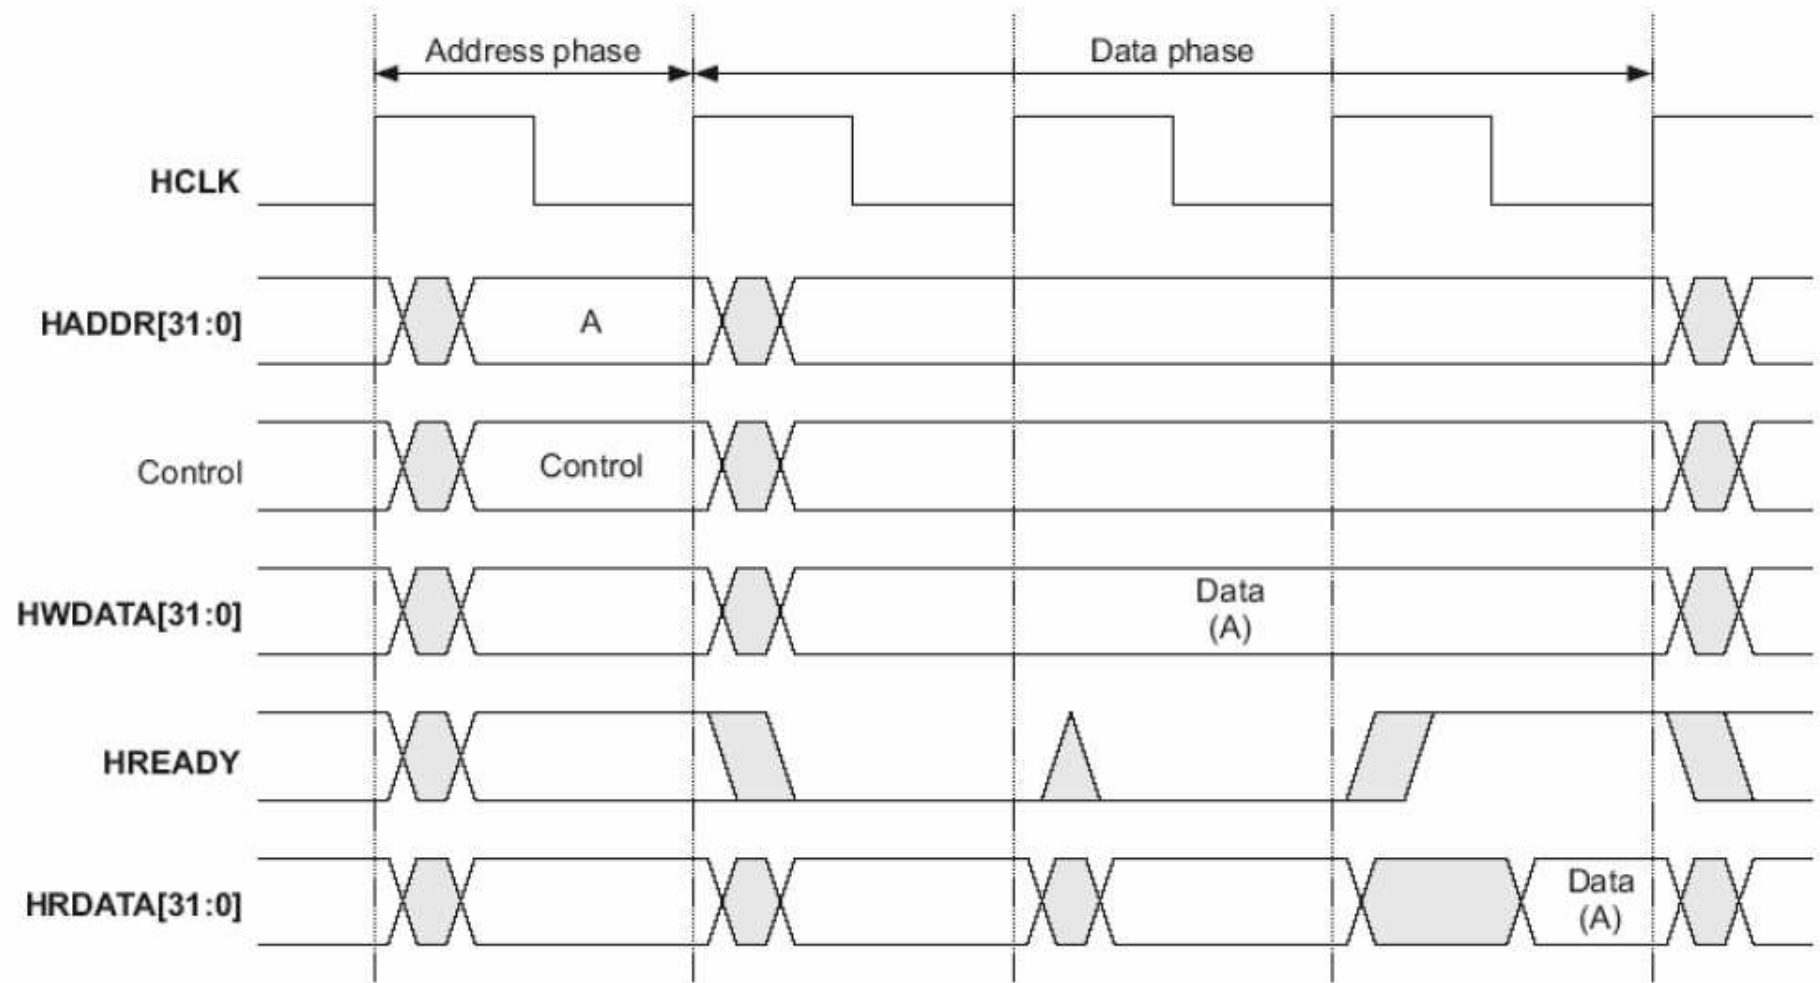 Address phase
Data phase
HCLK
HADDR[31:0]
A
Control
Control
HWDATA[31:0]
Data
(A)
HREADY
HRDATA[31:0]
Data
(A)